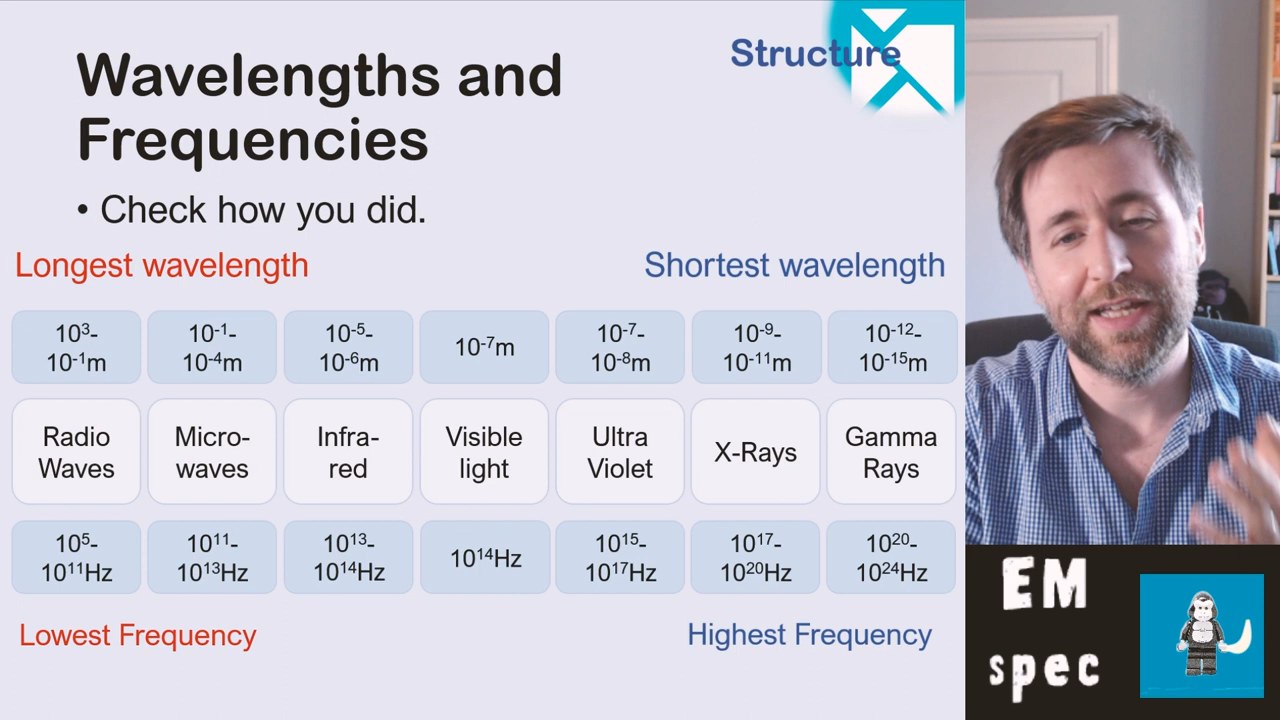 Structure
Wavelengths and
Frequencies
• Check how you did.
Longest wavelength
Shortest wavelength
10³-
10⁻¹m
10⁻¹-
10⁻⁴m
10⁻⁵-
10⁻⁶m
10⁻⁷m
10⁻⁷-
10⁻⁸m
10⁻⁹-
10⁻¹¹m
10⁻¹²-
10⁻¹⁵m
Radio
Waves
Micro-
waves
Infra-
red
Visible
light
Ultra
Violet
X-Rays
Gamma
Rays
10⁵-
10¹¹Hz
10¹¹-
10¹³Hz
10¹³-
10¹⁴Hz
10¹⁴Hz
10¹⁵-
10¹⁷Hz
10¹⁷-
10²⁰Hz
10²⁰-
10²⁴Hz
Lowest Frequency
Highest Frequency
EM
spec